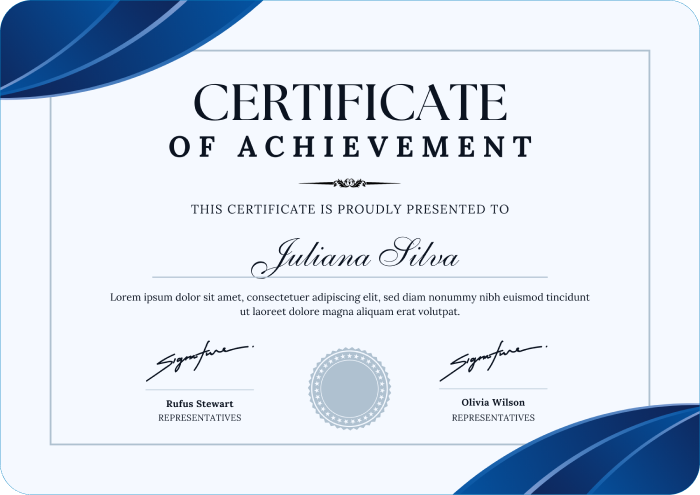 CERTIFICATE
OF ACHIEVEMENT
THIS CERTIFICATE IS PROUDLY PRESENTED TO
Juliana Silva
Lorem ipsum dolor sit amet, consectetuer adipiscing elit, sed diam nonummy nibh euismod tincidunt
ut laoreet dolore magna aliquam erat volutpat.
Signature Signature
Rufus Stewart Olivia Wilson
REPRESENTATIVES REPRESENTATIVES